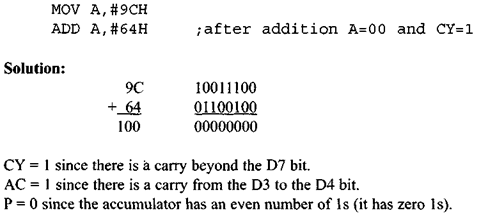 MOV A,#9CH
ADD A,#64H ;after addition A=00 and CY=1
Solution:
9C 10011100
+ 64 01100100
100 00000000
CY = 1 since there is a carry beyond the D7 bit.
AC = 1 since there is a carry from the D3 to the D4 bit.
P = 0 since the accumulator has an even number of 1s (it has zero 1s).